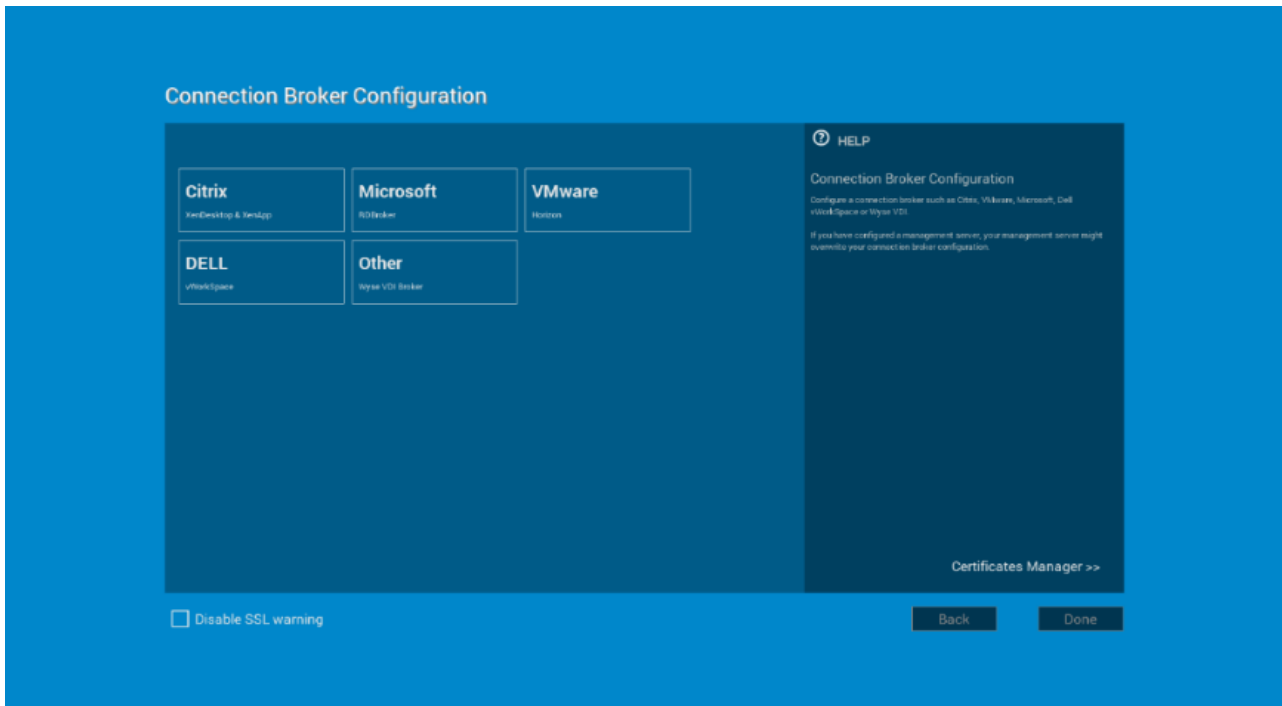 Connection Broker Configuration
Citrix
XenDesktop & XenApp
Microsoft
RDBroker
VMware
Horizon
DELL
vWorkSpace
Other
Wyse VDI Broker
HELP
Connection Broker Configuration
Configure a connection broker such as Citrix, VMware, Microsoft, Dell
vWorkSpace or Wyse VDI.
If you have configured a management server, your management server might
overwrite your connection broker configuration.
Certificates Manager >>
Disable SSL warning
Back
Done